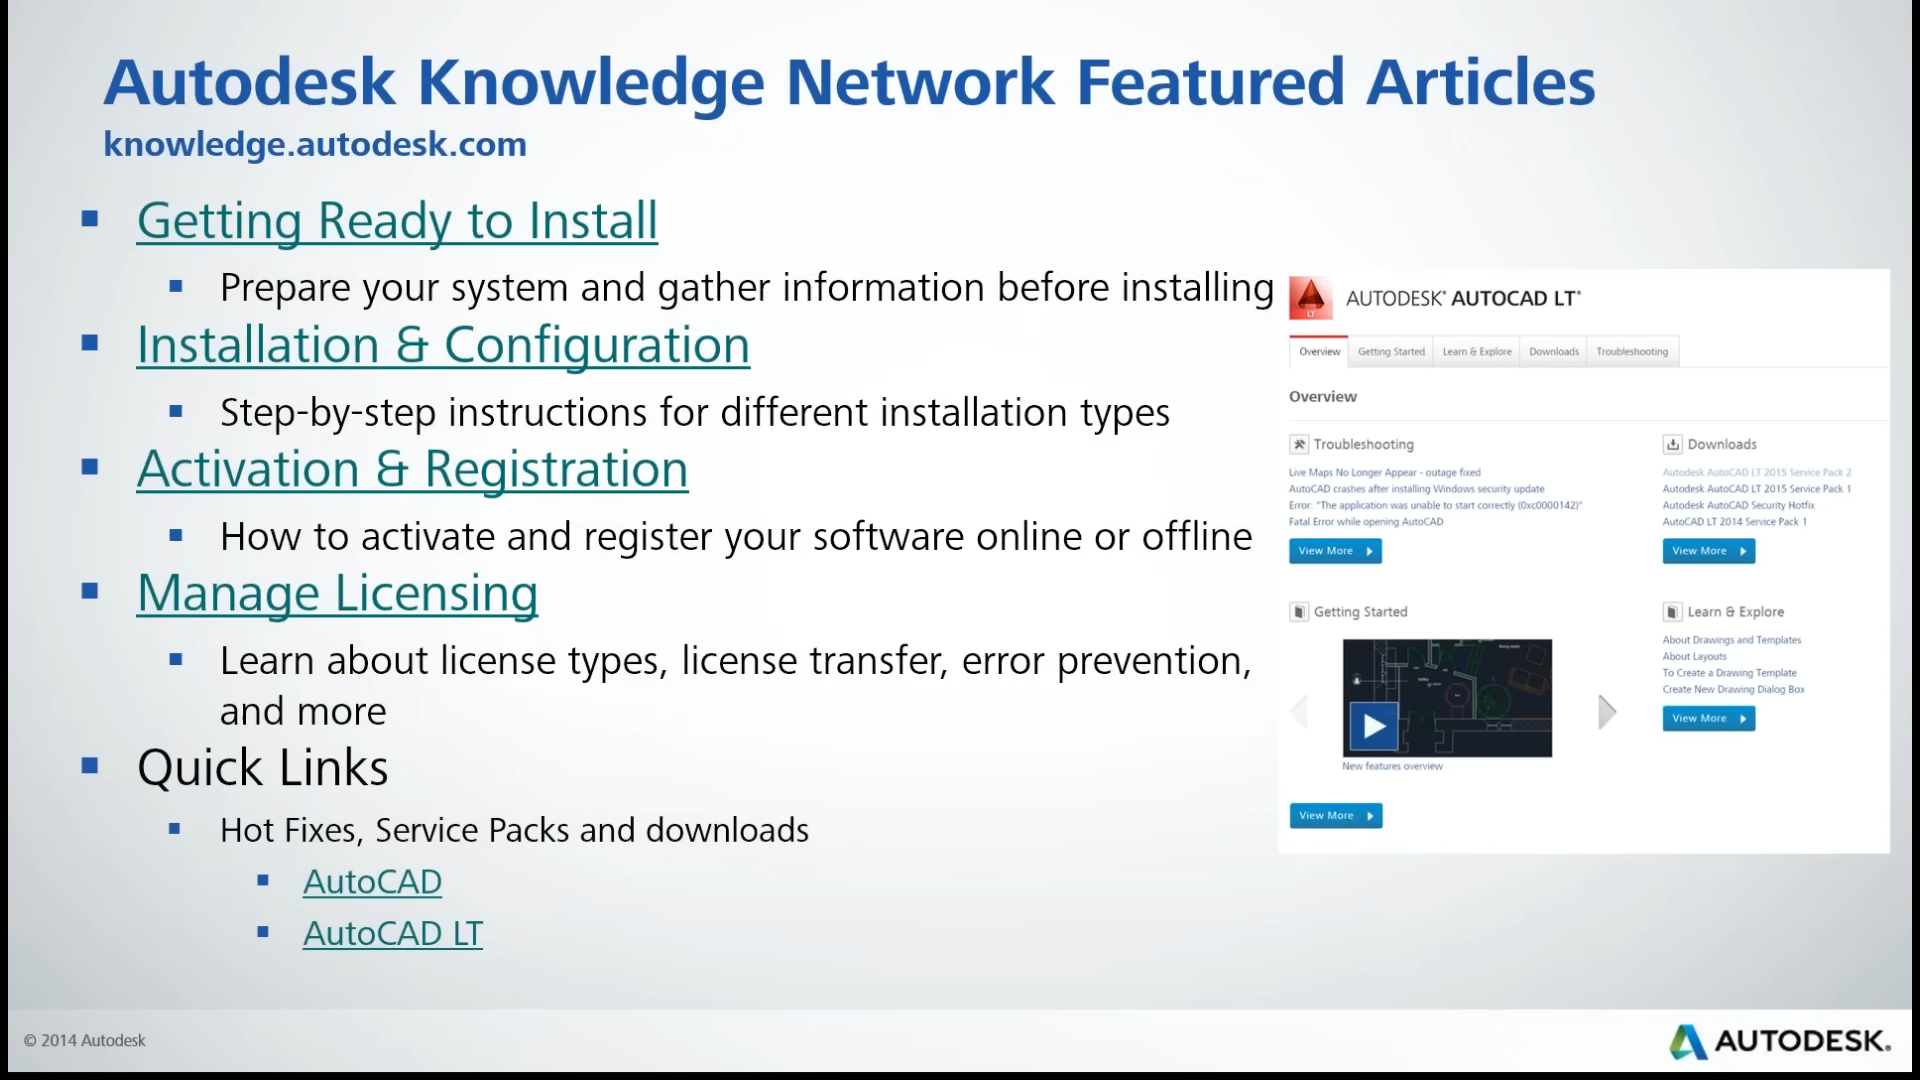 Autodesk Knowledge Network Featured Articles
knowledge.autodesk.com
Getting Ready to Install
Prepare your system and gather information before installing
Installation & Configuration
Step-by-step instructions for different installation types
Activation & Registration
How to activate and register your software online or offline
Manage Licensing
Learn about license types, license transfer, error prevention,
and more
Quick Links
Hot Fixes, Service Packs and downloads
AutoCAD
AutoCAD LT
LT
AUTODESK® AUTOCAD LT®
Overview Getting Started Learn & Explore Downloads Troubleshooting
Overview
Troubleshooting
Live Maps No Longer Appear - outage fixed
AutoCAD crashes after installing Windows security update
Error: "The application was unable to start correctly (0xc0000142)"
Fatal Error while opening AutoCAD
View More
Downloads
Autodesk AutoCAD LT 2015 Service Pack 2
Autodesk AutoCAD LT 2015 Service Pack 1
Autodesk AutoCAD Security Hotfix
AutoCAD LT 2014 Service Pack 1
View More
Getting Started
New features overview
View More
Learn & Explore
About Drawings and Templates
About Layouts
To Create a Drawing Template
Create New Drawing Dialog Box
View More
© 2014 Autodesk
AUTODESK.